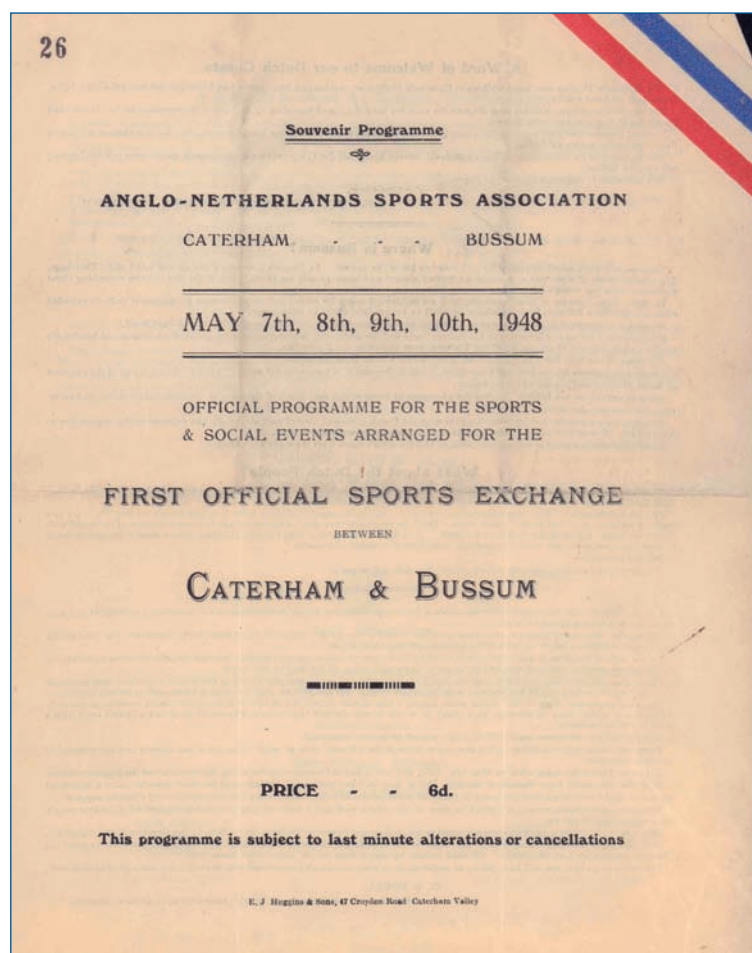 26
Souvenir Programme
ANGLO-NETHERLANDS SPORTS ASSOCIATION
CATERHAM - - - BUSSUM
MAY 7th, 8th, 9th, 10th, 1948
OFFICIAL PROGRAMME FOR THE SPORTS
& SOCIAL EVENTS ARRANGED FOR THE
FIRST OFFICIAL SPORTS EXCHANGE
BETWEEN
CATERHAM & BUSSUM
PRICE - - 6d.
This programme is subject to last minute alterations or cancellations
E. J Huggins & Sons, 47 Croydon Road Caterham Valley